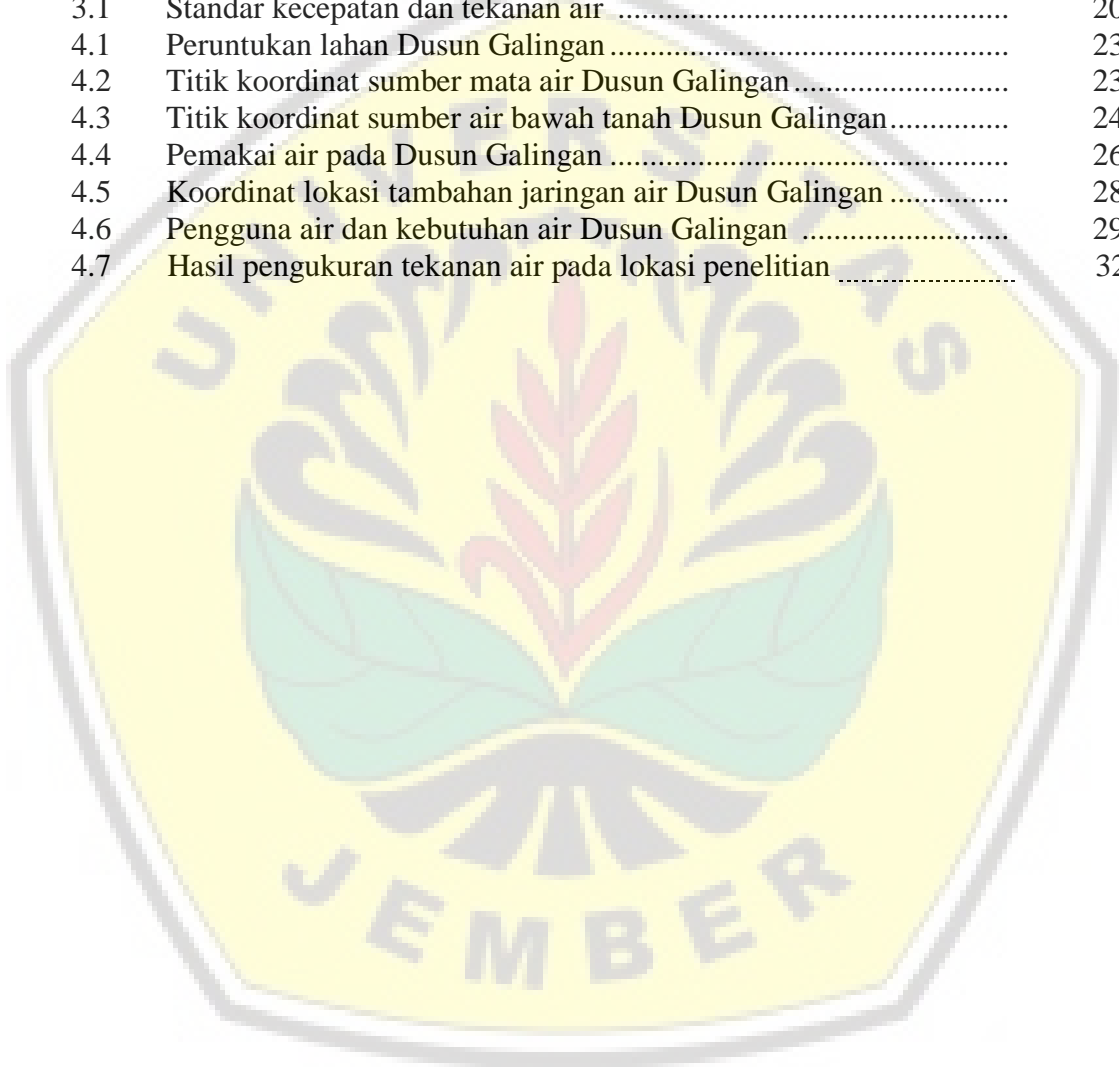 3.1 Standar kecepatan dan tekanan air ........................................................ 20
4.1 Peruntukan lahan Dusun Galingan ......................................................... 23
4.2 Titik koordinat sumber mata air Dusun Galingan .............................. 23
4.3 Titik koordinat sumber air bawah tanah Dusun Galingan ............... 24
4.4 Pemakai air pada Dusun Galingan ......................................................... 26
4.5 Koordinat lokasi tambahan jaringan air Dusun Galingan ............... 28
4.6 Pengguna air dan kebutuhan air Dusun Galingan ............................. 29
4.7 Hasil pengukuran tekanan air pada lokasi penelitian ......................... 32
UNIVERSITAS
JEMBER